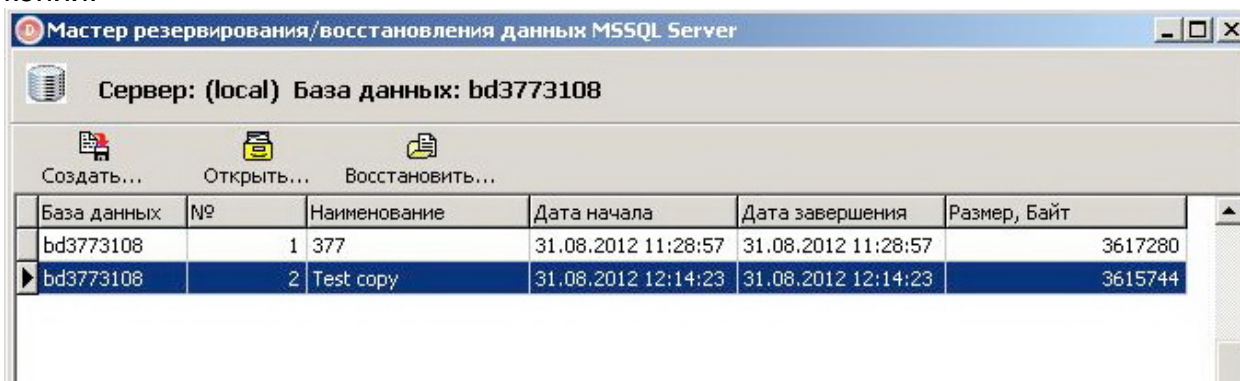 Мастер резервирования/восстановления данных MSSQL Server
Сервер: (local) База данных: bd3773108
Создать... Открыть... Восстановить...
База данных № Наименование Дата начала Дата завершения Размер, Байт
bd3773108 1 377 31.08.2012 11:28:57 31.08.2012 11:28:57 3617280
bd3773108 2 Test copy 31.08.2012 12:14:23 31.08.2012 12:14:23 3615744